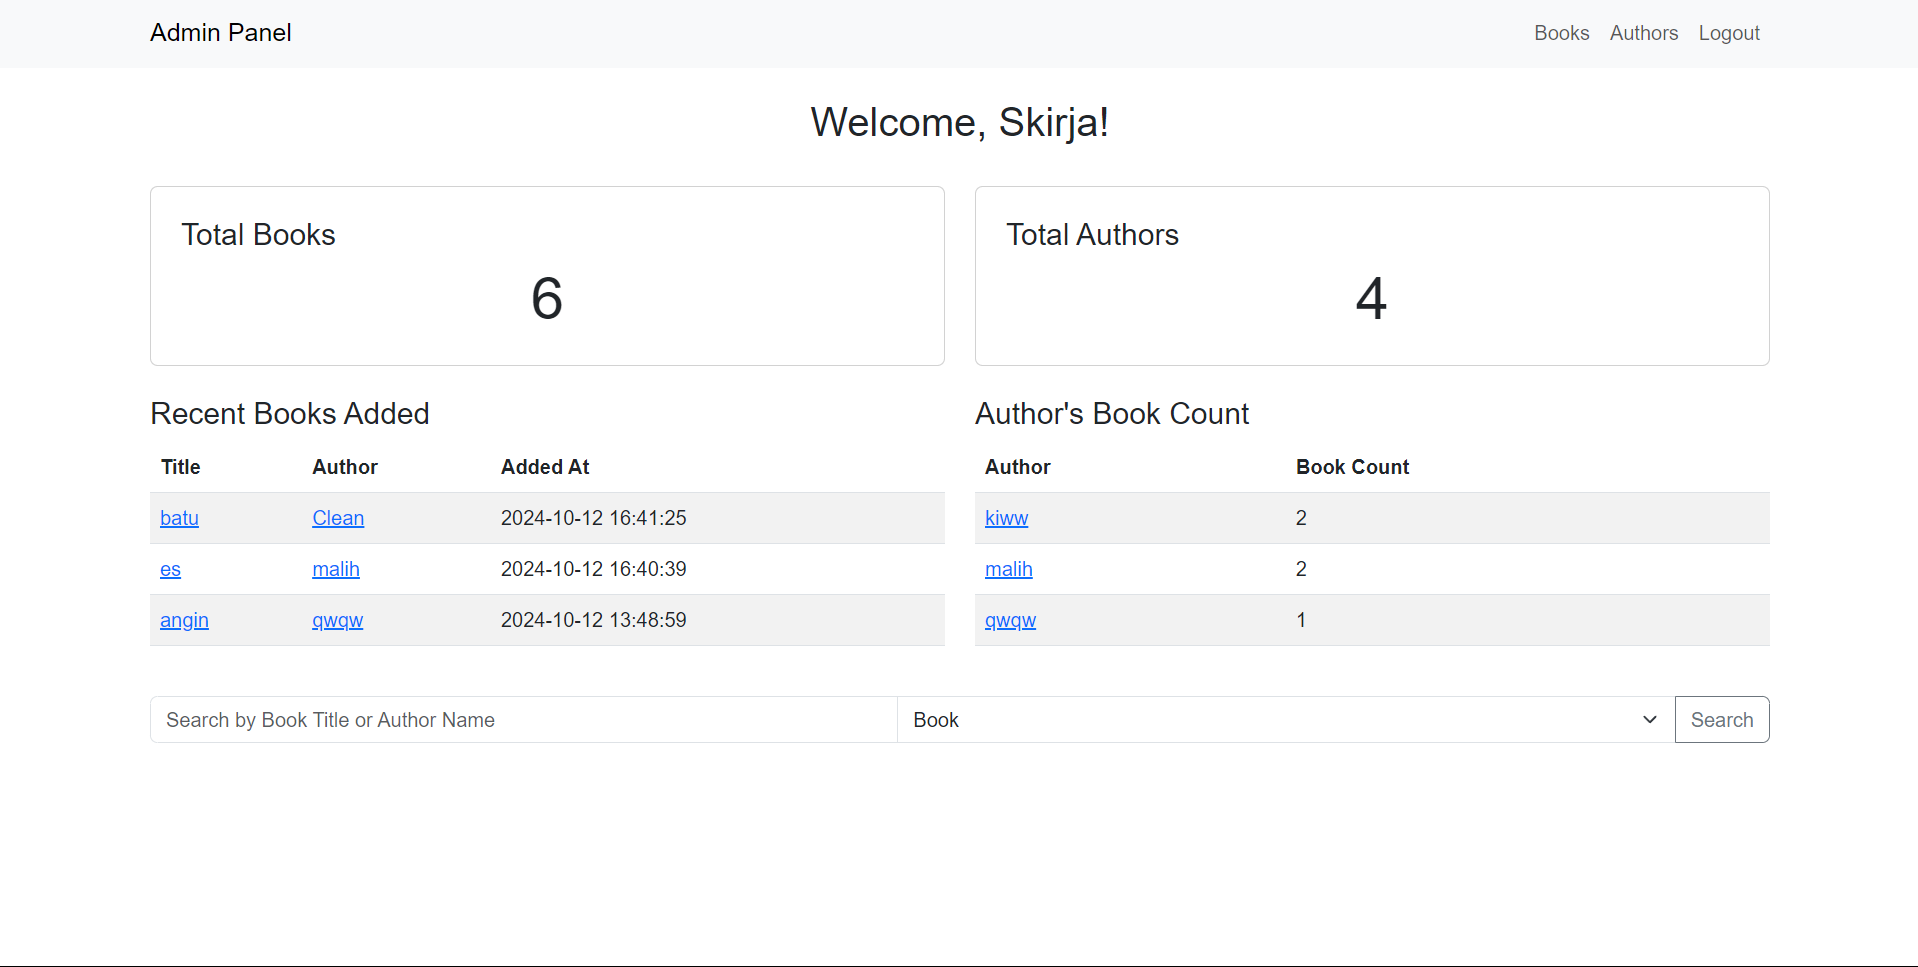 Admin Panel Books Authors Logout
Welcome, Skirja!
Total Books
6
Total Authors
4
Recent Books Added
Title Author Added At
batu Clean 2024-10-12 16:41:25
es malih 2024-10-12 16:40:39
angin qwqw 2024-10-12 13:48:59
Author's Book Count
Author Book Count
kiww 2
malih 2
qwqw 1
Search by Book Title or Author Name Book Search